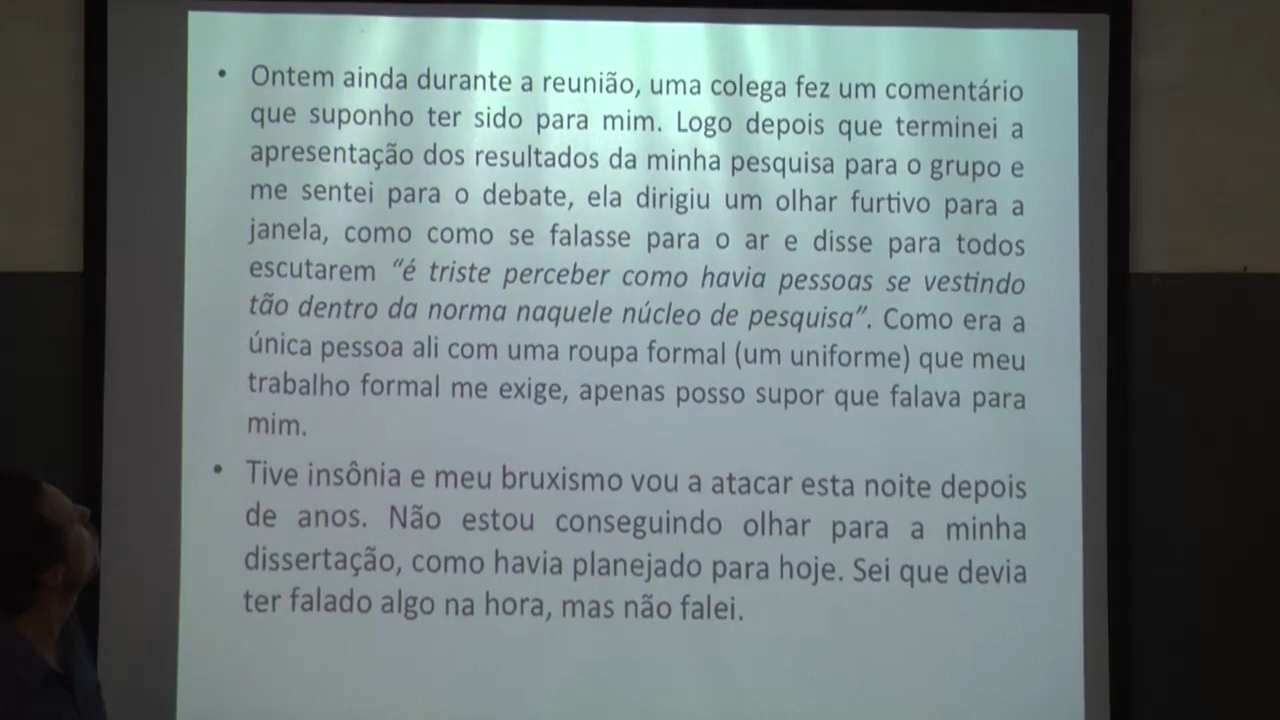 • Ontem ainda durante a reunião, uma colega fez um comentário
que suponho ter sido para mim. Logo depois que terminei a
apresentação dos resultados da minha pesquisa para o grupo e
me sentei para o debate, ela dirigiu um olhar furtivo para a
janela, como como se falasse para o ar e disse para todos
escutarem “é triste perceber como havia pessoas se vestindo
tão dentro da norma naquele núcleo de pesquisa”. Como era a
única pessoa ali com uma roupa formal (um uniforme) que meu
trabalho formal me exige, apenas posso supor que falava para
mim.
• Tive insônia e meu bruxismo vou a atacar esta noite depois
de anos. Não estou conseguindo olhar para a minha
dissertação, como havia planejado para hoje. Sei que devia
ter falado algo na hora, mas não falei.